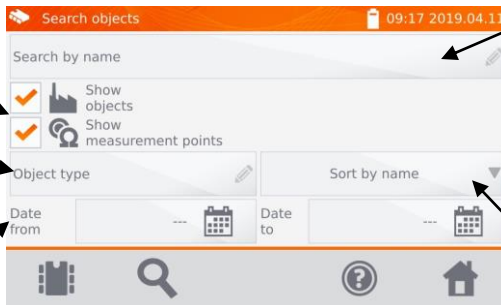 Search objects 09:17 2019.04.11
Search by name
Show
objects
Show
measurement points
Object type Sort by name
Date
from --- Date
to ---